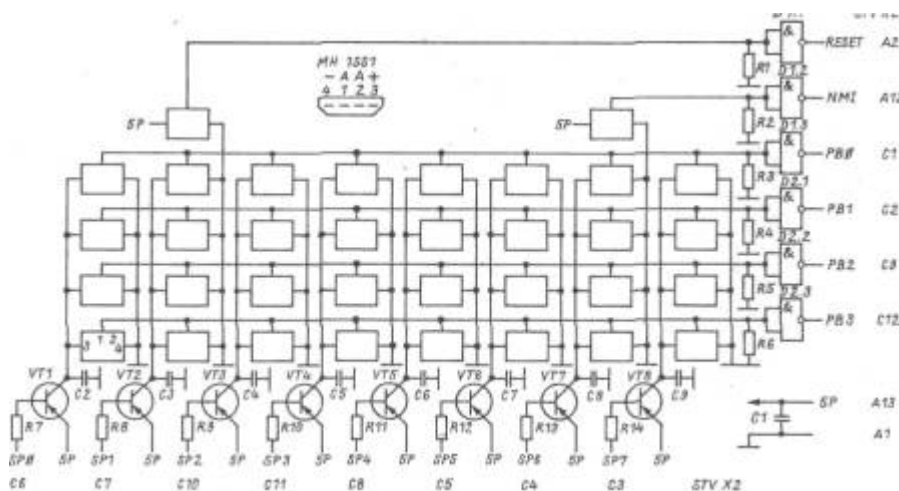 &
RESET A2
R1
D1.2
MH 1SS1
- A A +
4 1 2 3
5P
5P
&
NMI A12
R2
D1.3
&
PBØ C1
R3
D2.1
&
PB1 C2
R4
D2.2
&
PB2 C9
R5
D2.3
&
PB3 C12
R6
3 1 2 4
VT1 C2 VT2 C3 VT3 C4 VT4 C5 VT5 C6 VT6 C7 VT7 C8 VT8 C9
R7 R8 R9 R10 R11 R12 R13 R14
5P A13
C1
A1
SPØ 5P SP1 5P SP2 5P SP3 5P SP4 5P SP5 5P SP6 5P SP7 5P
C6 C7 C10 C11 C8 C5 C4 C3 STV X2